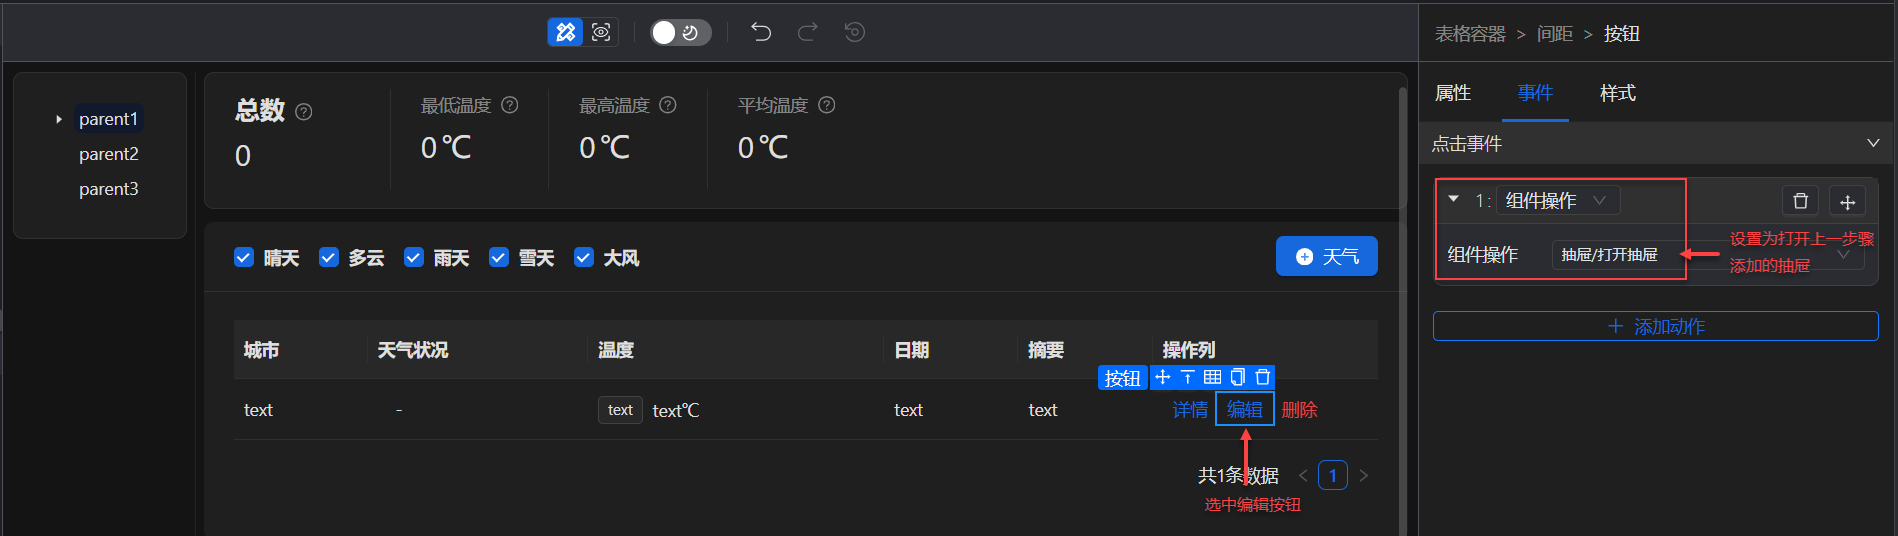 表格容器 > 间距 > 按钮
parent1
parent2
parent3
总数
0
最低温度
0℃
最高温度
0℃
平均温度
0℃
晴天 多云 雨天 雪天 大风
天气
城市 天气状况 温度 日期 摘要 操作列
按钮
text - text text℃ text text 详情 编辑 删除
共1条数据 < 1 >
选中编辑按钮
属性 事件 样式
点击事件
1: 组件操作
组件操作 抽屉/打开抽屉
设置为打开上一步骤
添加的抽屉
添加动作